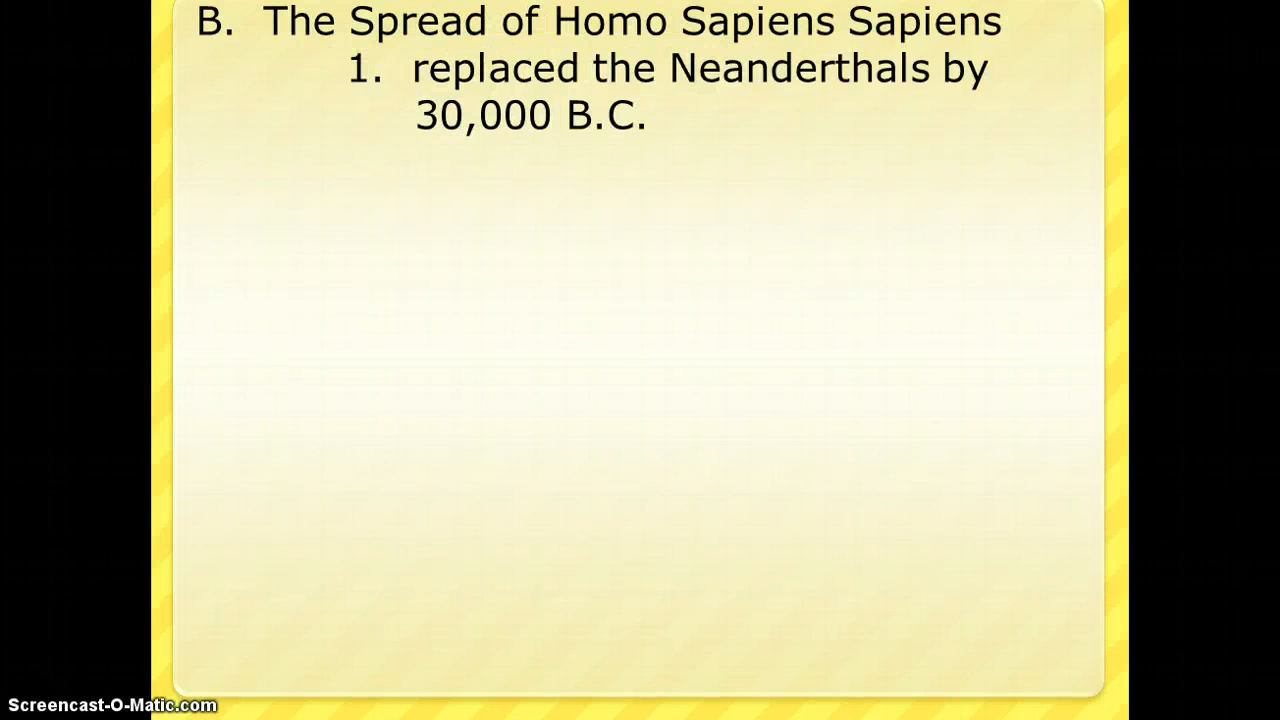 B. The Spread of Homo Sapiens Sapiens
1. replaced the Neanderthals by
30,000 B.C.
Screencast-O-Matic.com